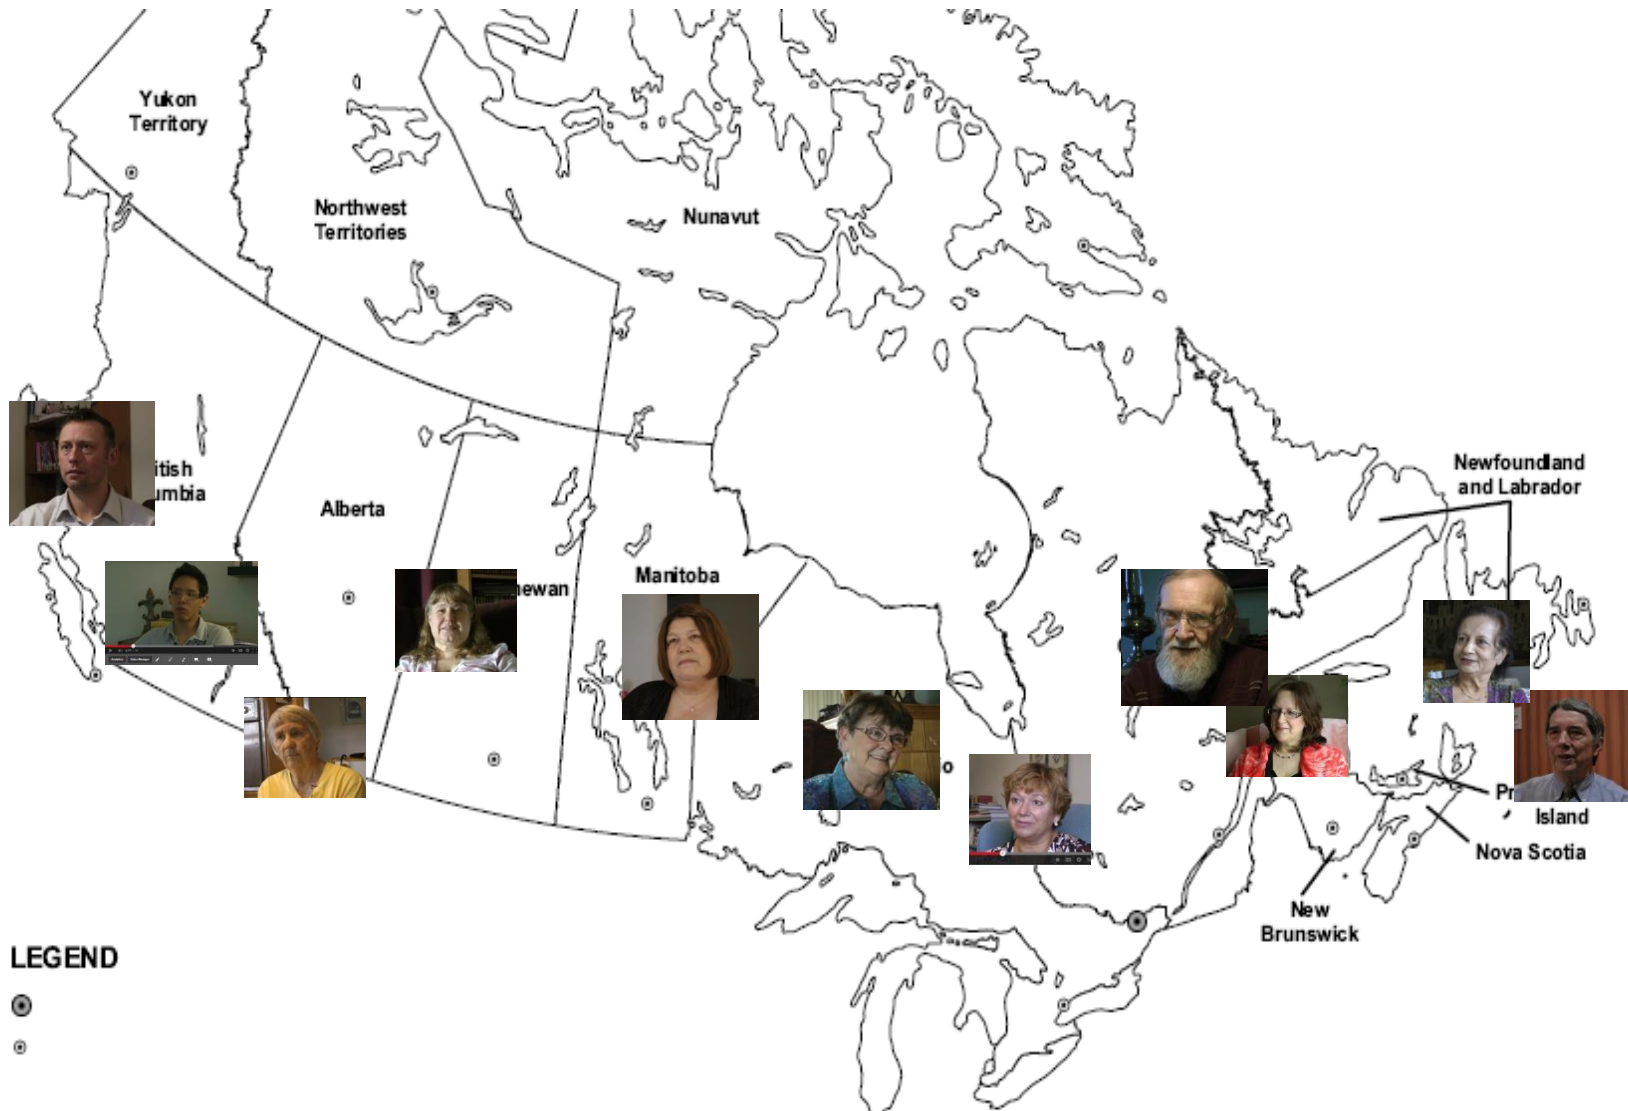 Yukon
Territory
Northwest
Territories
Nunavut
itish
umbia
Alberta
ewan
Manitoba
Newfoundland
and Labrador
o
Pr
Island
Nova Scotia
New
Brunswick
LEGEND